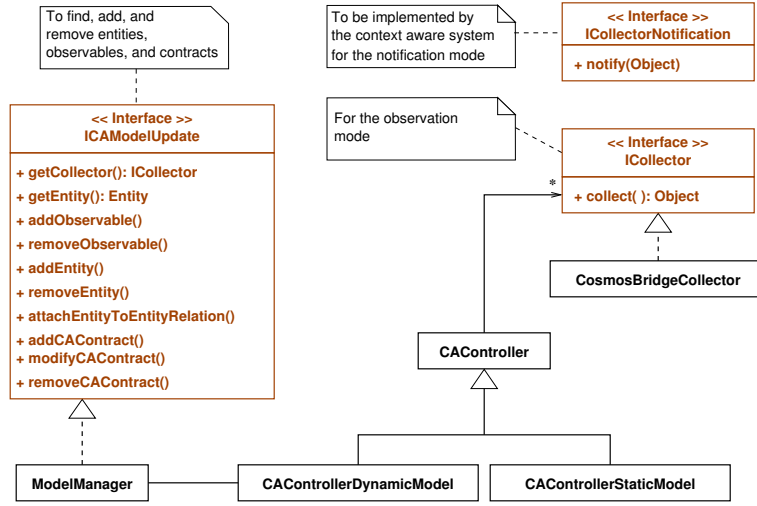 To find, add, and
remove entities,
observables, and contracts
<< Interface >>
ICAModelUpdate
+ getCollector(): ICollector
+ getEntity(): Entity
+ addObservable()
+ removeObservable()
+ addEntity()
+ removeEntity()
+ attachEntityToEntityRelation()
+ addCAContract()
+ modifyCAContract()
+ removeCAContract()
To be implemented by
the context aware system
for the notification mode
<< Interface >>
ICollectorNotification
+ notify(Object)
For the observation
mode
<< Interface >>
ICollector
+ collect( ): Object
*
CosmosBridgeCollector
CAController
ModelManager
CAControllerDynamicModel
CAControllerStaticModel